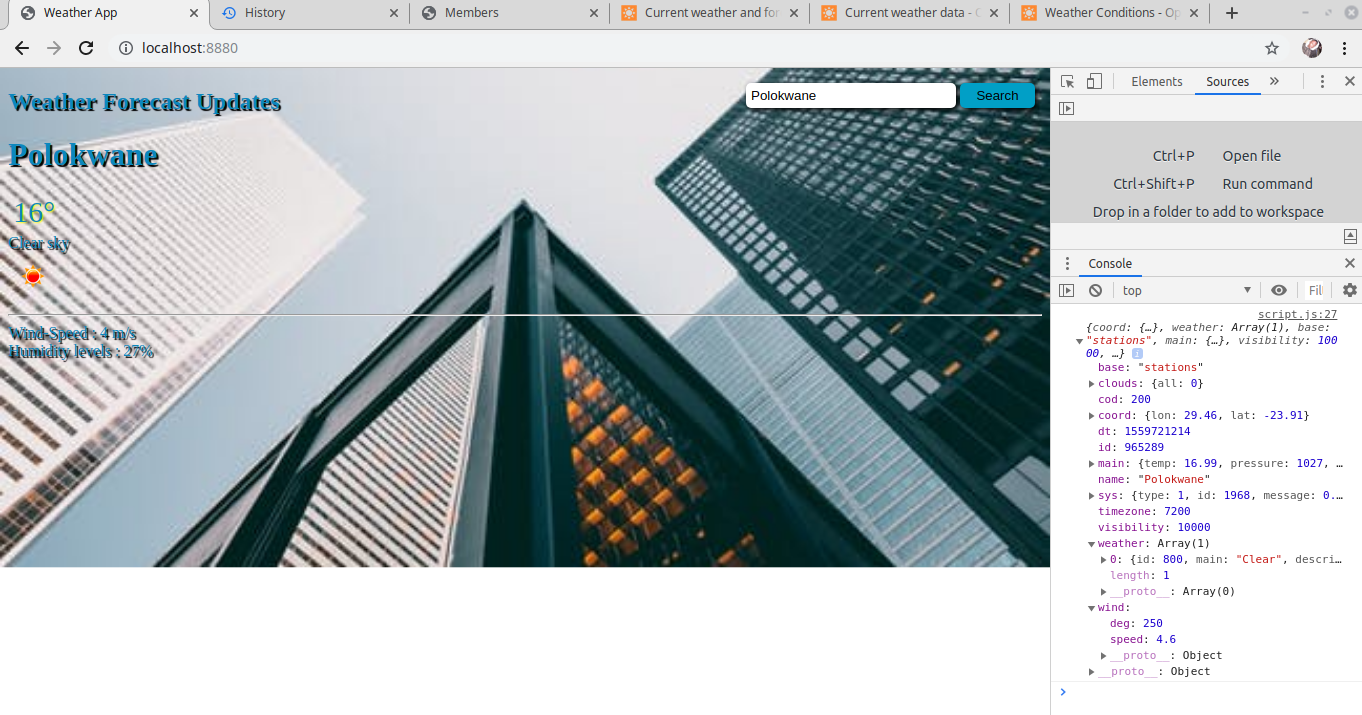 Weather App
History
Members
Current weather and for
Current weather data - O
Weather Conditions - Op
localhost:8880
Weather Forecast Updates
Polokwane
Search
Polokwane
16°
Clear sky
Wind-Speed : 4 m/s
Humidity levels : 27%
Elements
Sources
»
Ctrl+P Open file
Ctrl+Shift+P Run command
Drop in a folder to add to workspace
Console
top
Fil
script.js:27
{coord: {…}, weather: Array(1), base:
"stations", main: {…}, visibility: 100
00, …} i
base: "stations"
clouds: {all: 0}
cod: 200
coord: {lon: 29.46, lat: -23.91}
dt: 1559721214
id: 965289
main: {temp: 16.99, pressure: 1027, …
name: "Polokwane"
sys: {type: 1, id: 1968, message: 0.…
timezone: 7200
visibility: 10000
weather: Array(1)
0: {id: 800, main: "Clear", descri…
length: 1
__proto__: Array(0)
wind:
deg: 250
speed: 4.6
__proto__: Object
__proto__: Object